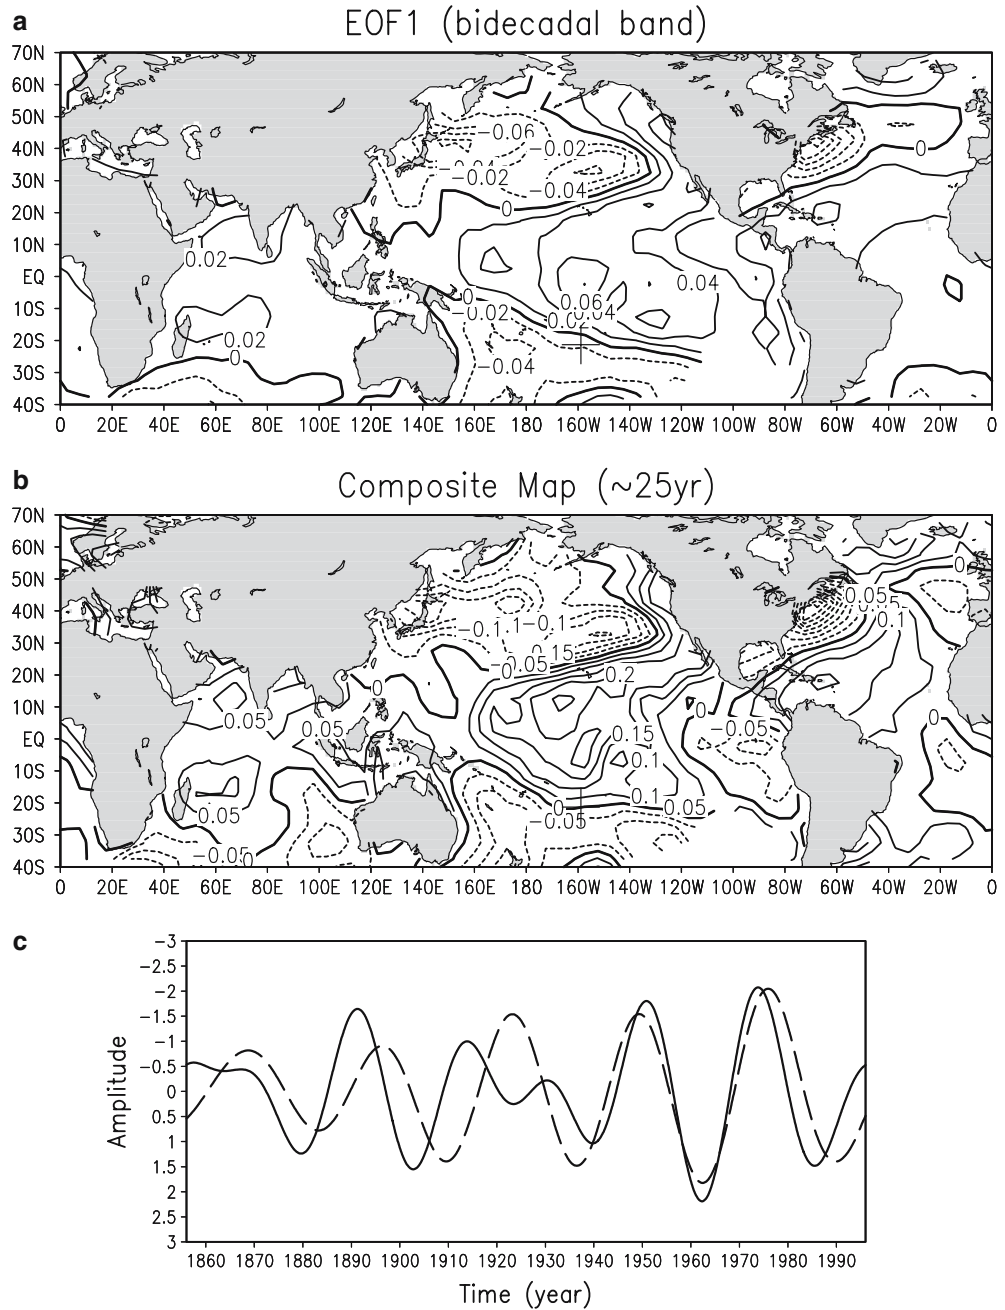 a
EOF1 (bidecadal band)
70N
60N
50N
40N
30N
20N
10N
EQ
10S
20S
30S
40S
−0.06
−0.02
−0.04
−0.02
−0.04
0
0
0.02
0.04
0
−0.02
0.06
0.02
0.04
−0.02
0
−0.04
0 20E 40E 60E 80E 100E 120E 140E 160E 180 160W 140W 120W 100W 80W 60W 40W 20W 0
b
Composite Map (~25yr)
70N
60N
50N
40N
30N
20N
10N
EQ
10S
20S
30S
40S
0
0.05
0.1
−0.1
−0.1
0.15
−0.05
0.2
0
0
0.05
0.05
−0.05
0
0.15
0.1
0.1
0.05
0
−0.05
−0.05
−0.05
0
0 20E 40E 60E 80E 100E 120E 140E 160E 180 160W 140W 120W 100W 80W 60W 40W 20W 0
c
−3
−2.5
−2
−1.5
−1
−0.5
0
0.5
1
1.5
2
2.5
3
Amplitude
1860 1870 1880 1890 1900 1910 1920 1930 1940 1950 1960 1970 1980 1990
Time (year)